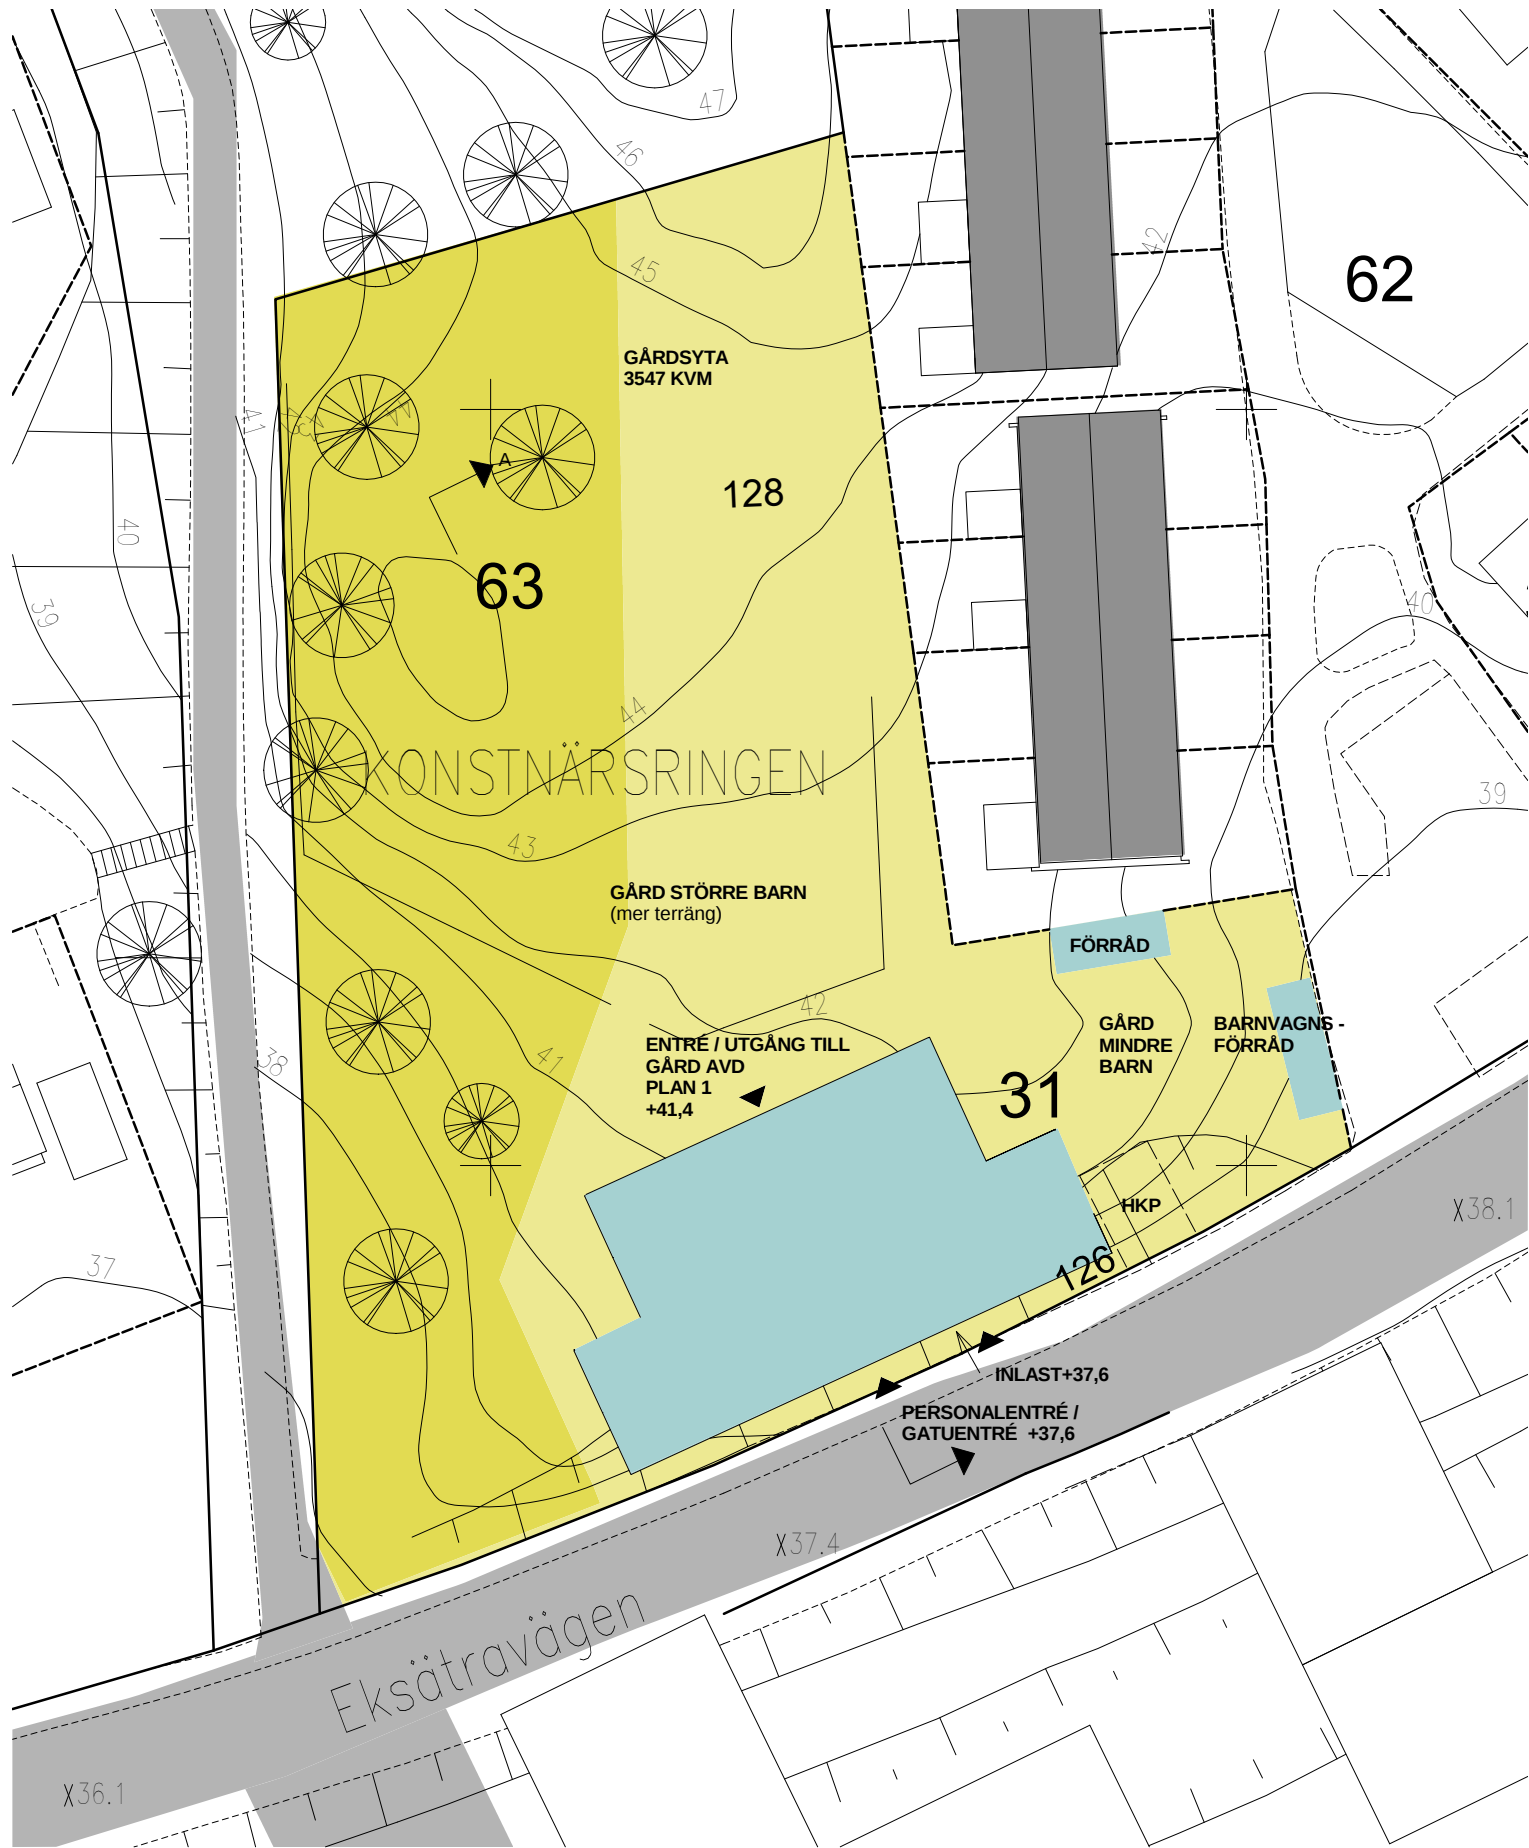 47
46
45
42
62
GÅRDSYTA
3547 KVM
41
42
43
44
A
128
40
63
39
40
44
KONSTNÄRSRINGEN
39
43
GÅRD STÖRRE BARN
(mer terräng)
FÖRRÅD
42
GÅRD
MINDRE
BARN
BARNVAGNS -
FÖRRÅD
ENTRÉ / UTGÅNG TILL
GÅRD AVD
PLAN 1
+41,4
38
41
31
HKP
X38.1
37
126
INLAST+37,6
PERSONALENTRÉ /
GATUENTRÉ +37,6
X37.4
Eksätravägen
X36.1